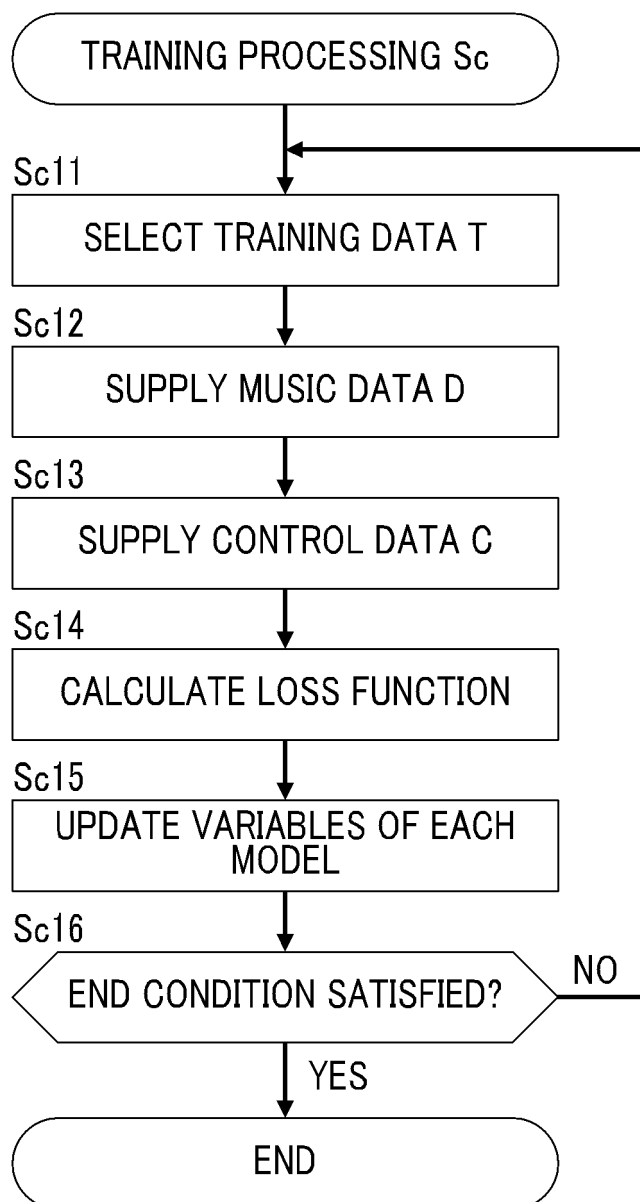 TRAINING PROCESSING Sc
Sc11
SELECT TRAINING DATA T
Sc12
SUPPLY MUSIC DATA D
Sc13
SUPPLY CONTROL DATA C
Sc14
CALCULATE LOSS FUNCTION
Sc15
UPDATE VARIABLES OF EACH
MODEL
Sc16
END CONDITION SATISFIED?
NO
YES
END